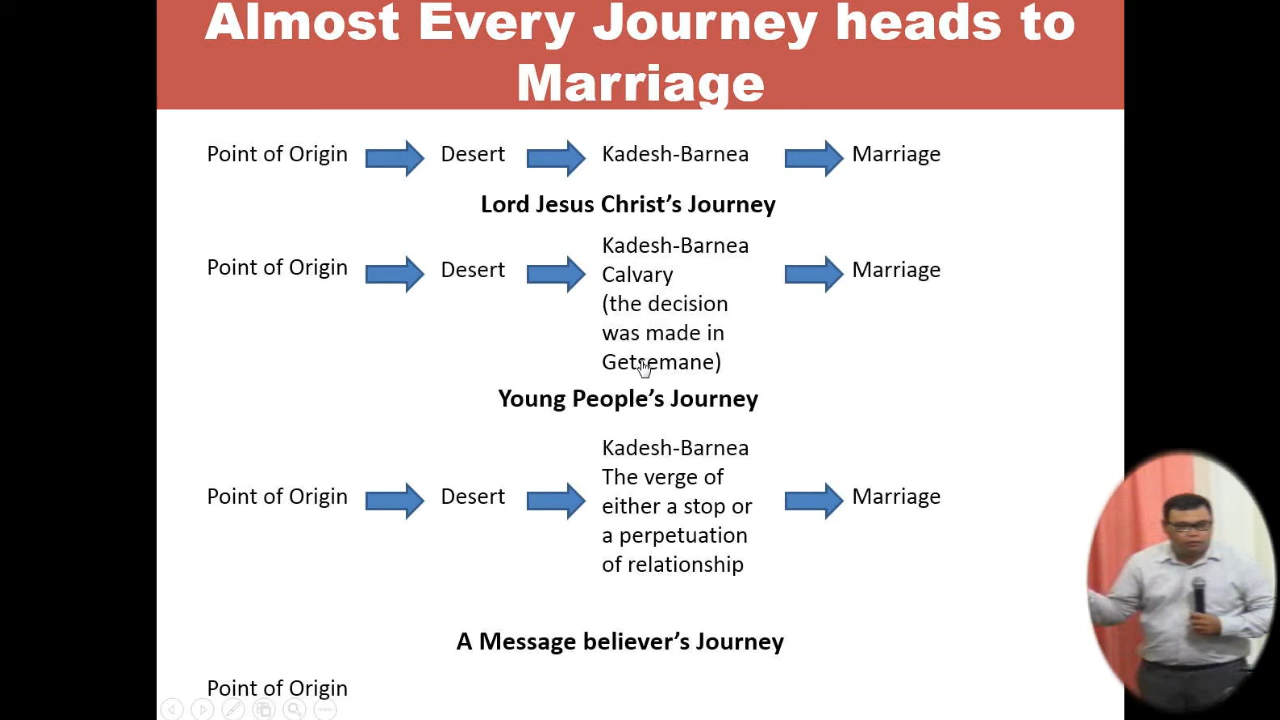 Almost Every Journey heads to
Marriage
Point of Origin Desert Kadesh-Barnea Marriage
Lord Jesus Christ's Journey
Point of Origin Desert Kadesh-Barnea Marriage
Calvary
(the decision
was made in
Getsemane)
Young People's Journey
Point of Origin Desert Kadesh-Barnea Marriage
The verge of
either a stop or
a perpetuation
of relationship
A Message believer's Journey
Point of Origin